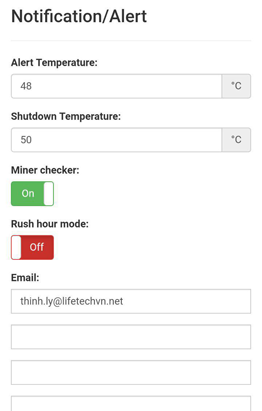 Notification/Alert
Alert Temperature:
48 °C
Shutdown Temperature:
50 °C
Miner checker:
On
Rush hour mode:
Off
Email:
thinh.ly@lifetechvn.net